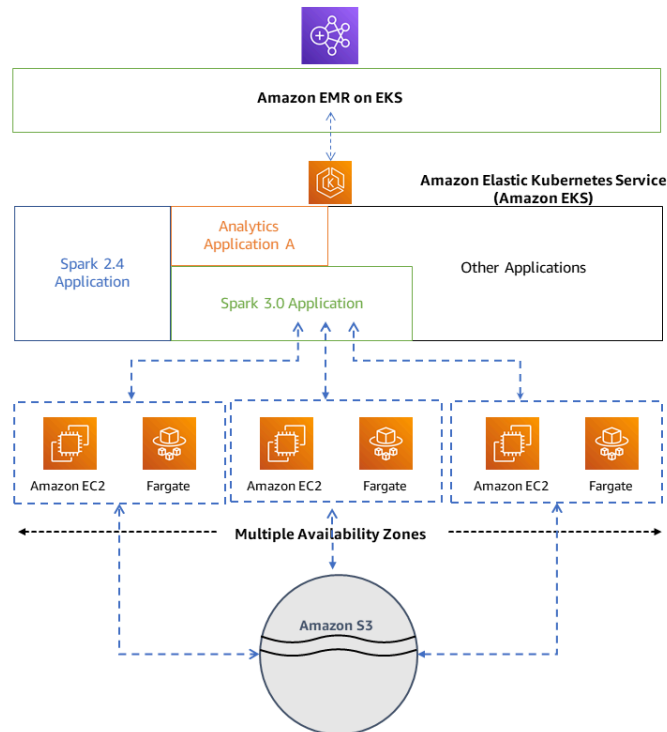 Amazon EMR on EKS
Amazon Elastic Kubernetes Service
(Amazon EKS)
Analytics
Application A
Spark 2.4
Application
Other Applications
Spark 3.0 Application
Amazon EC2
Fargate
Amazon EC2
Fargate
Amazon EC2
Fargate
Multiple Availability Zones
Amazon S3